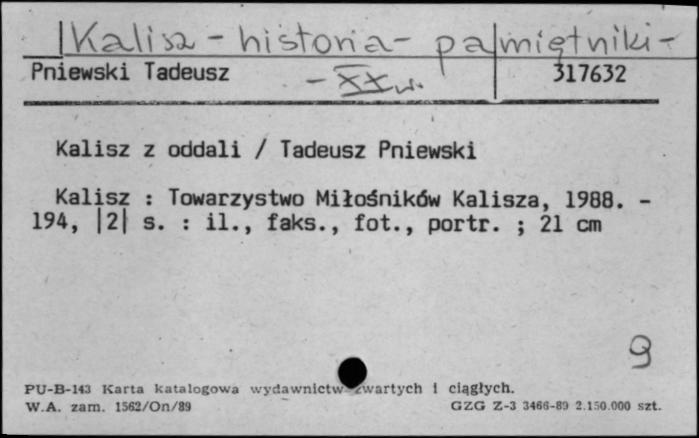 Kalisz - historia - pamiętniki -
Pniewski Tadeusz - XX w. 317632
Kalisz z oddali / Tadeusz Pniewski
Kalisz : Towarzystwo Miłośników Kalisza, 1988. -
194, |2| s. : il., faks., fot., portr. ; 21 cm
9
PU-B-143 Karta katalogowa wydawnictw zwartych i ciągłych.
W.A. zam. 1562/On/89 GZG Z-3 3466-89 2.150.000 szt.